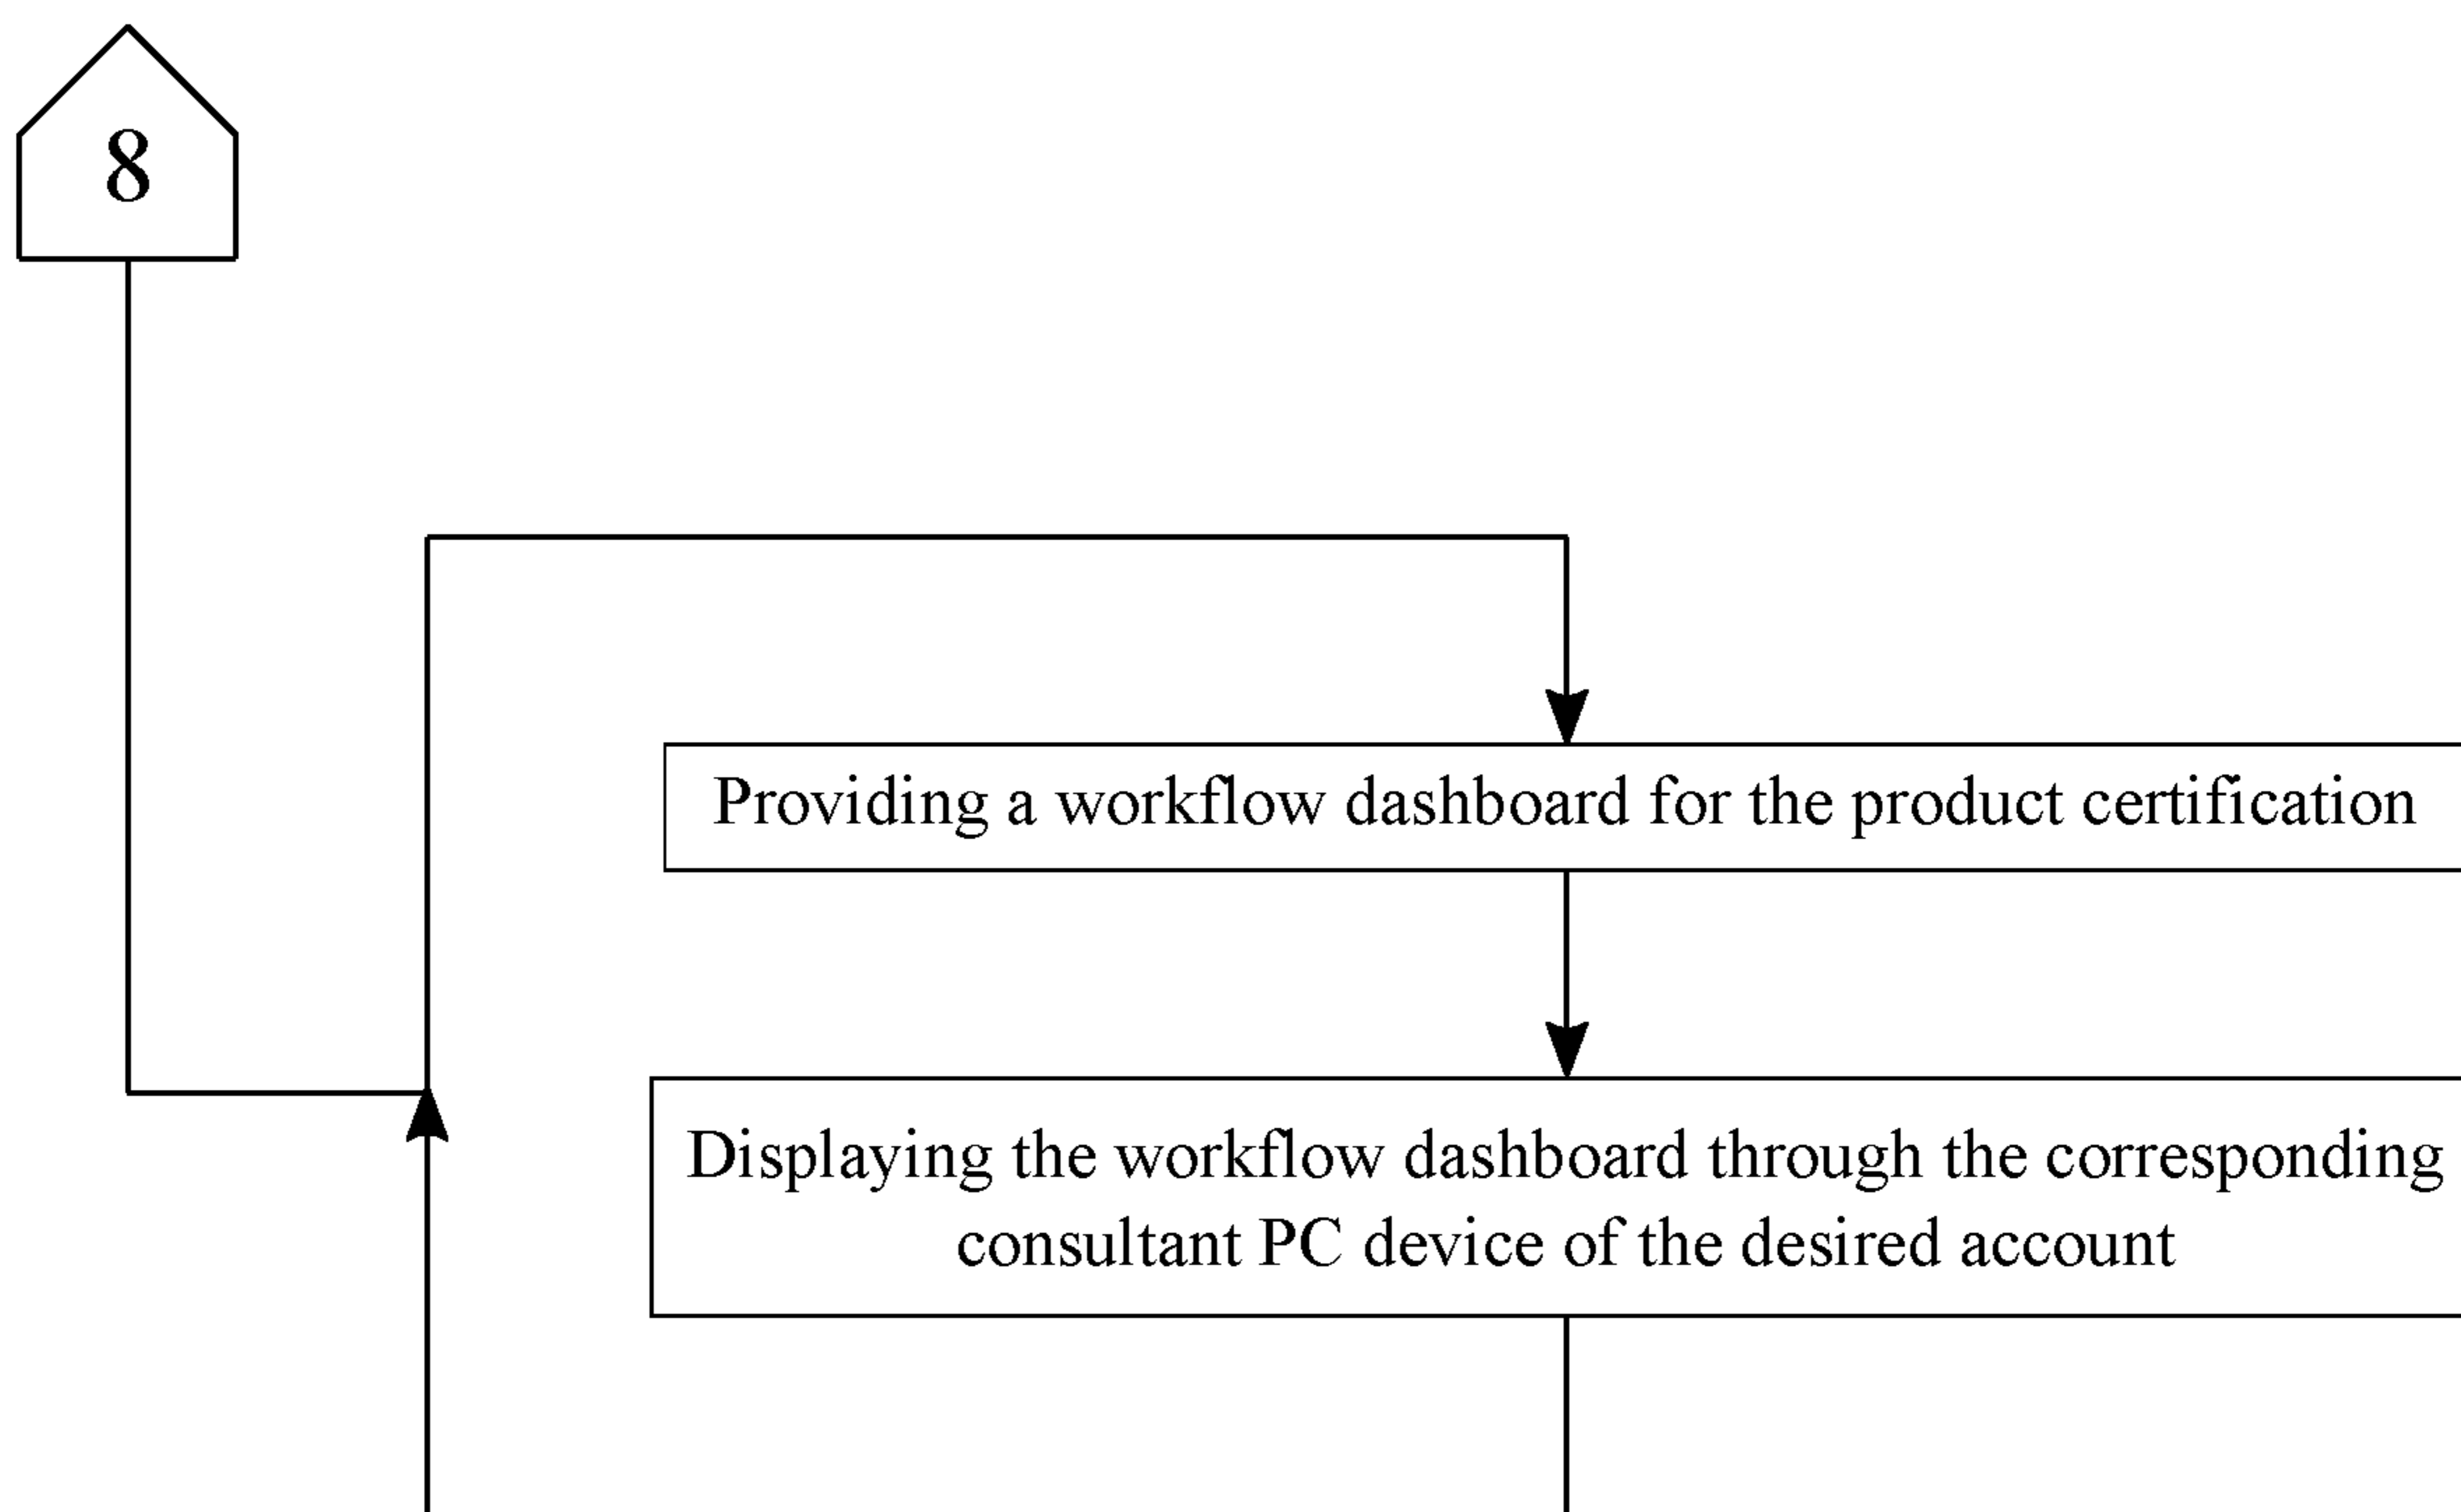 8
Providing a workflow dashboard for the product certification
Displaying the workflow dashboard through the corresponding
consultant PC device of the desired account